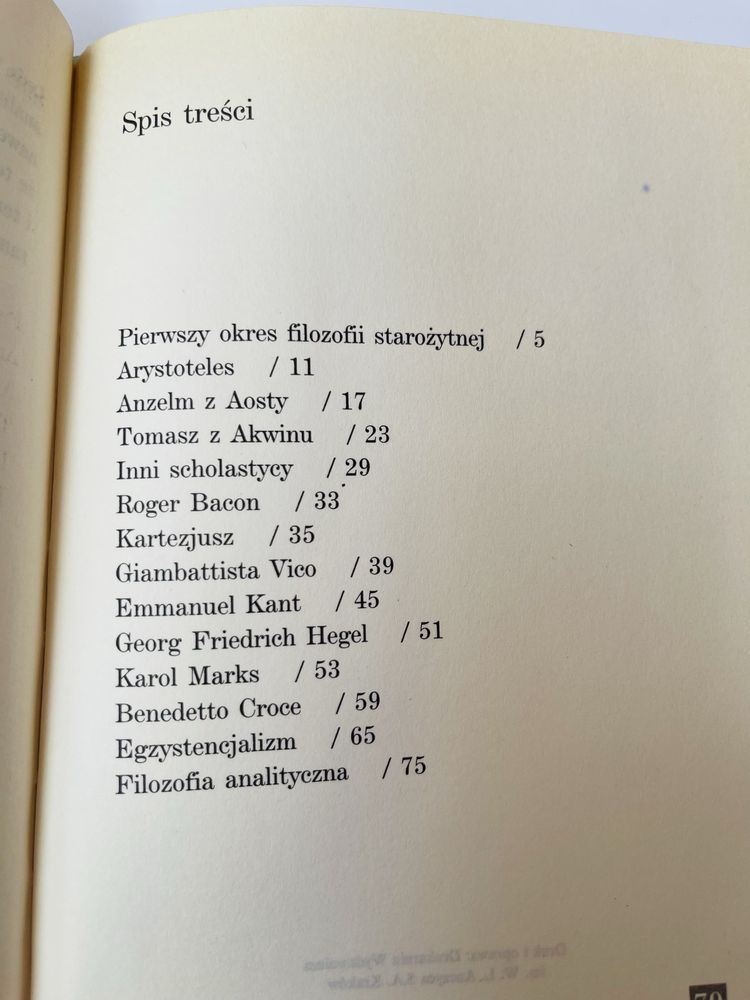 Spis treści
Pierwszy okres filozofii starożytnej / 5
Arystoteles / 11
Anzelm z Aosty / 17
Tomasz z Akwinu / 23
Inni scholastycy / 29
Roger Bacon / 33
Kartezjusz / 35
Giambattista Vico / 39
Emmanuel Kant / 45
Georg Friedrich Hegel / 51
Karol Marks / 53
Benedetto Croce / 59
Egzystencjalizm / 65
Filozofia analityczna / 75